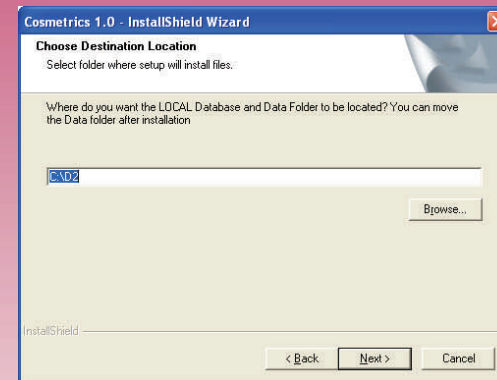 Cosmetrics 1.0 - InstallShield Wizard
Choose Destination Location
Select folder where setup will install files.
Where do you want the LOCAL Database and Data Folder to be located? You can move
the Data folder after installation
C:\D2
Browse...
InstallShield
< Back Next > Cancel